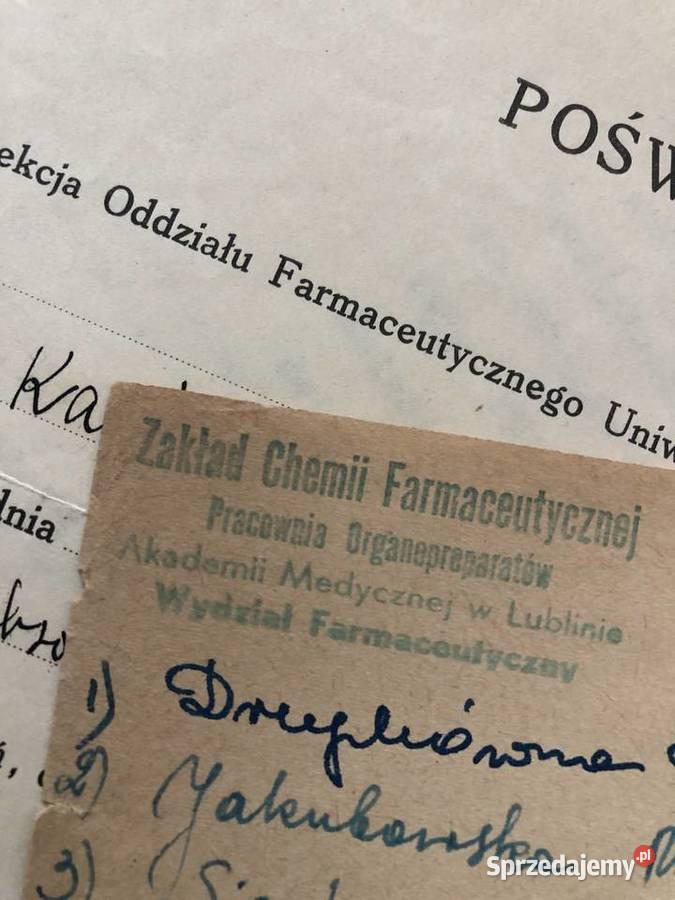 POŚW
ekcja Oddziału Farmaceutycznego Uniw
Ka
dnia
Zakład Chemii Farmaceutycznej
Pracownia Organopreparatów
Akademii Medycznej w Lublinie
Wydział Farmaceutyczny
1)
2) Jakubowska
3)
Sprzedajemy.pl